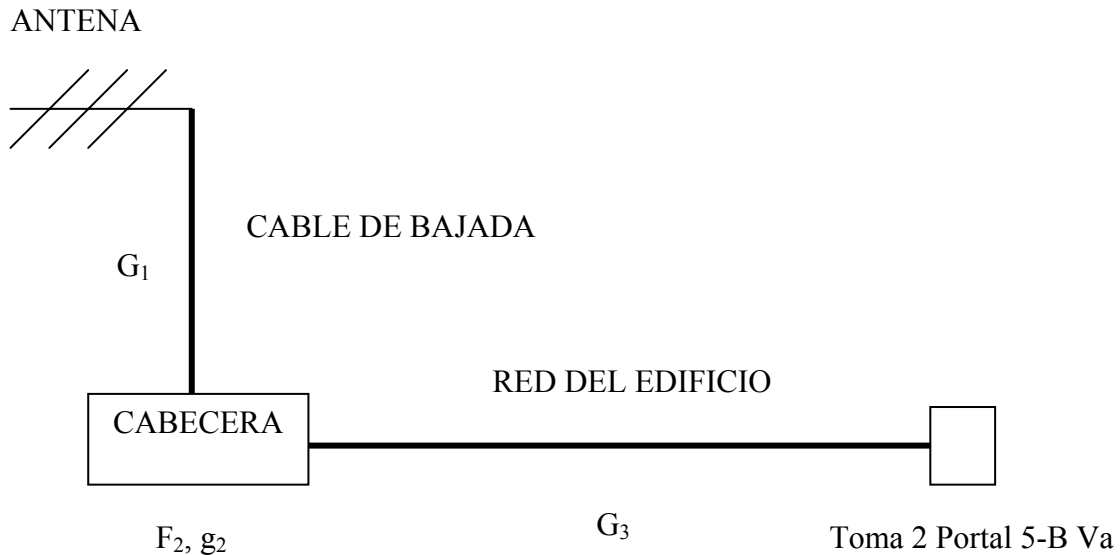 ANTENA
CABLE DE BAJADA
G1
RED DEL EDIFICIO
CABECERA
F2, g2
G3
Toma 2 Portal 5-B Va